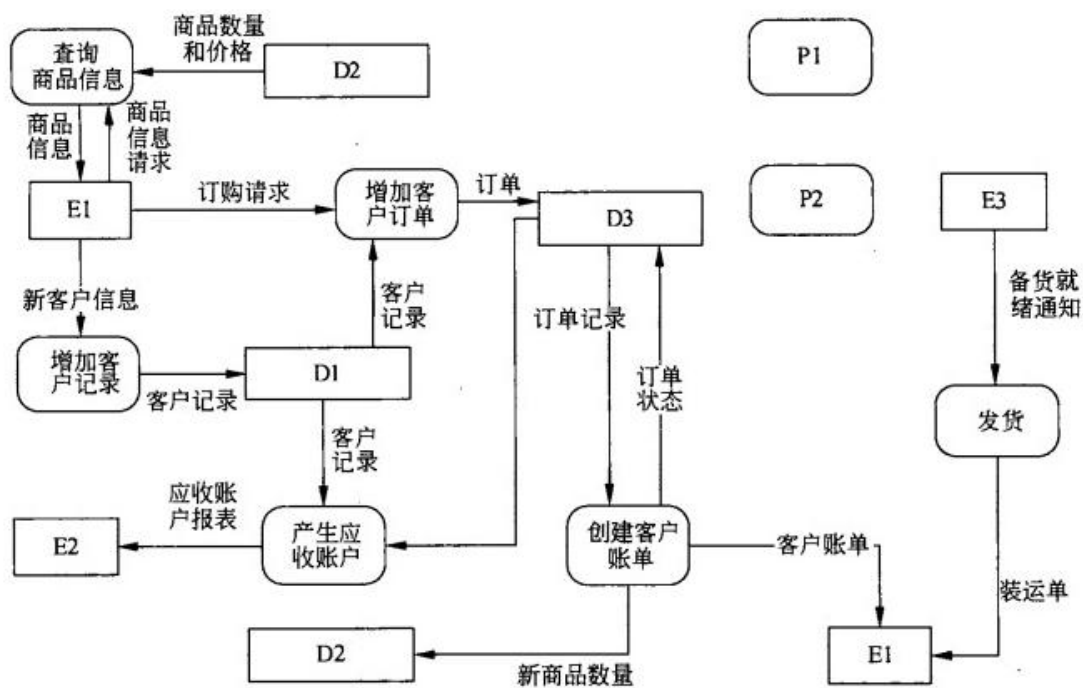 查询
商品信息
商品数量
和价格
D2
P1
商品
信息
商品
信息
请求
E1
订购请求
增加客
户订单
订单
D3
P2
E3
新客户信息
客户
记录
订单记录
备货就
绪通知
增加客
户记录
客户记录
D1
订单
状态
发货
客户
记录
应收账
户报表
E2
产生应
收账户
创建客户
账单
客户账单
装运单
D2
新商品数量
E1